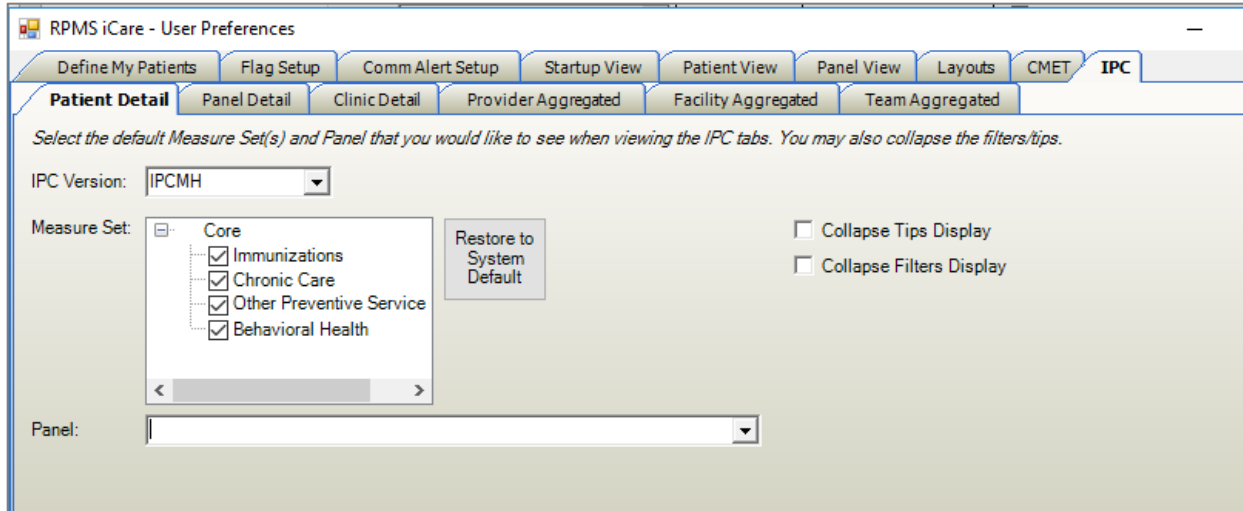 RPMS iCare - User Preferences
Define My Patients Flag Setup Comm Alert Setup Startup View Patient View Panel View Layouts CMET IPC
Patient Detail Panel Detail Clinic Detail Provider Aggregated Facility Aggregated Team Aggregated
Select the default Measure Set(s) and Panel that you would like to see when viewing the IPC tabs. You may also collapse the filters/tips.
IPC Version: IPCMH
Measure Set: Core
Immunizations
Chronic Care
Other Preventive Service
Behavioral Health
Restore to
System
Default
Collapse Tips Display
Collapse Filters Display
Panel: